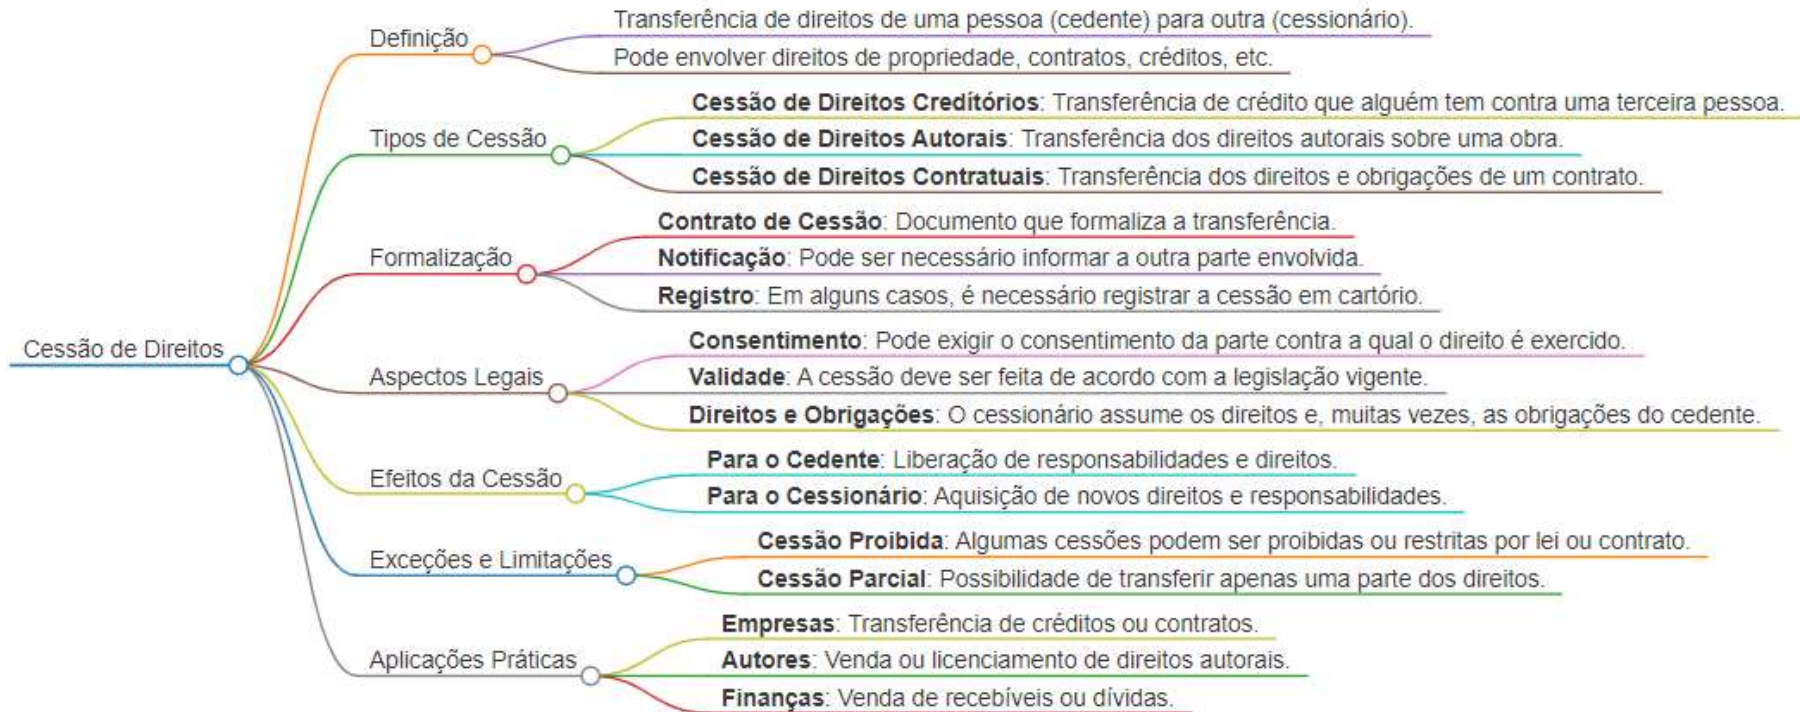 Cessão de Direitos
Definição
Transferência de direitos de uma pessoa (cedente) para outra (cessionário).
Pode envolver direitos de propriedade, contratos, créditos, etc.
Tipos de Cessão
Cessão de Direitos Credítórios: Transferência de crédito que alguém tem contra uma terceira pessoa.
Cessão de Direitos Autorais: Transferência dos direitos autorais sobre uma obra.
Cessão de Direitos Contratuais: Transferência dos direitos e obrigações de um contrato.
Formalização
Contrato de Cessão: Documento que formaliza a transferência.
Notificação: Pode ser necessário informar a outra parte envolvida.
Registro: Em alguns casos, é necessário registrar a cessão em cartório.
Aspectos Legais
Consentimento: Pode exigir o consentimento da parte contra a qual o direito é exercido.
Validade: A cessão deve ser feita de acordo com a legislação vigente.
Direitos e Obrigações: O cessionário assume os direitos e, muitas vezes, as obrigações do cedente.
Efeitos da Cessão
Para o Cedente: Liberação de responsabilidades e direitos.
Para o Cessionário: Aquisição de novos direitos e responsabilidades.
Exceções e Limitações
Cessão Proibida: Algumas cessões podem ser proibidas ou restritas por lei ou contrato.
Cessão Parcial: Possibilidade de transferir apenas uma parte dos direitos.
Aplicações Práticas
Empresas: Transferência de créditos ou contratos.
Autores: Venda ou licenciamento de direitos autorais.
Finanças: Venda de recebíveis ou dívidas.